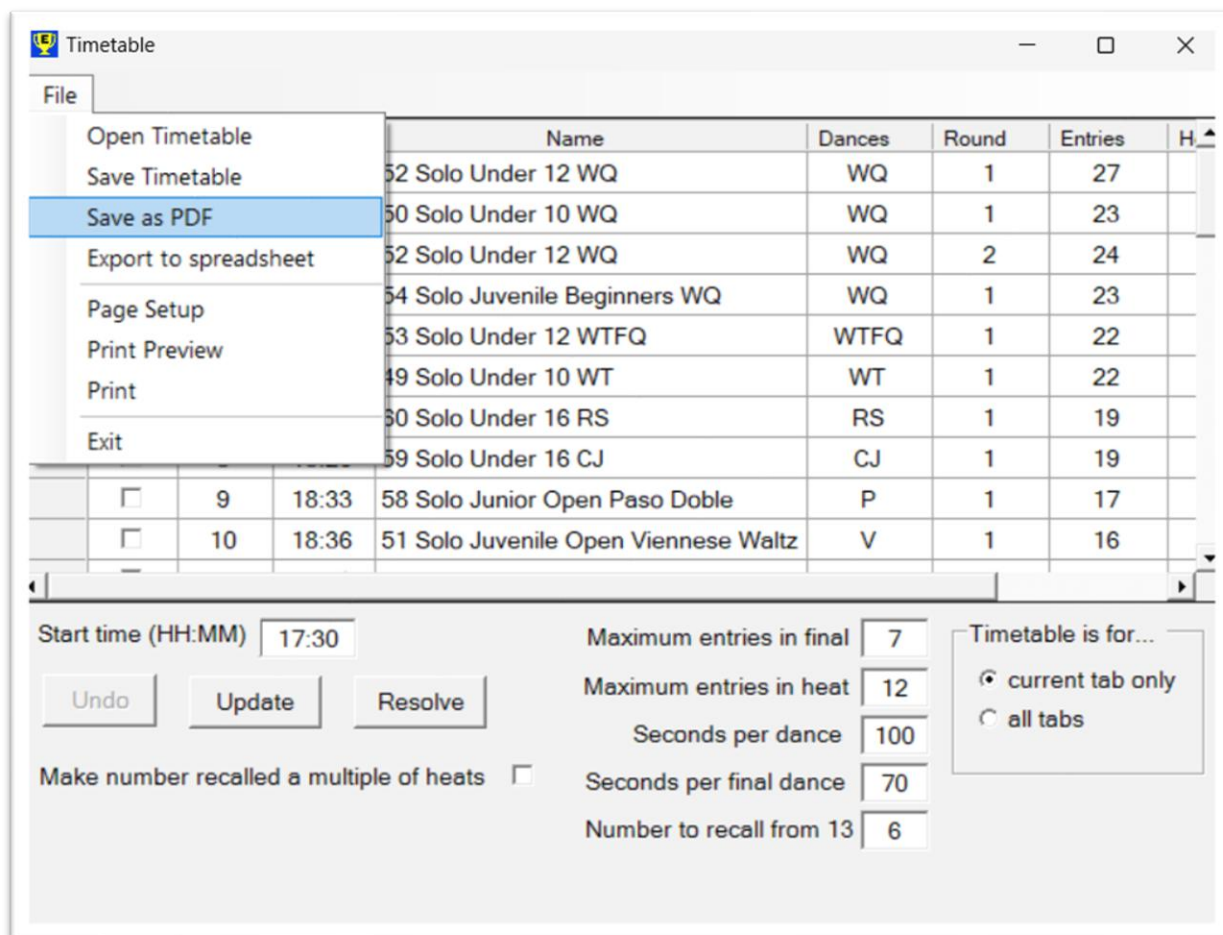 Timetable
File
Open Timetable
Save Timetable
Save as PDF
Export to spreadsheet
Page Setup
Print Preview
Print
Exit
Name Dances Round Entries
52 Solo Under 12 WQ WQ 1 27
50 Solo Under 10 WQ WQ 1 23
52 Solo Under 12 WQ WQ 2 24
54 Solo Juvenile Beginners WQ WQ 1 23
53 Solo Under 12 WTFQ WTFQ 1 22
49 Solo Under 10 WT WT 1 22
60 Solo Under 16 RS RS 1 19
59 Solo Under 16 CJ CJ 1 19
9 18:33 58 Solo Junior Open Paso Doble P 1 17
10 18:36 51 Solo Juvenile Open Viennese Waltz V 1 16
Start time (HH:MM) 17:30
Undo Update Resolve
Make number recalled a multiple of heats
Maximum entries in final 7
Maximum entries in heat 12
Seconds per dance 100
Seconds per final dance 70
Number to recall from 13 6
Timetable is for...
current tab only
all tabs